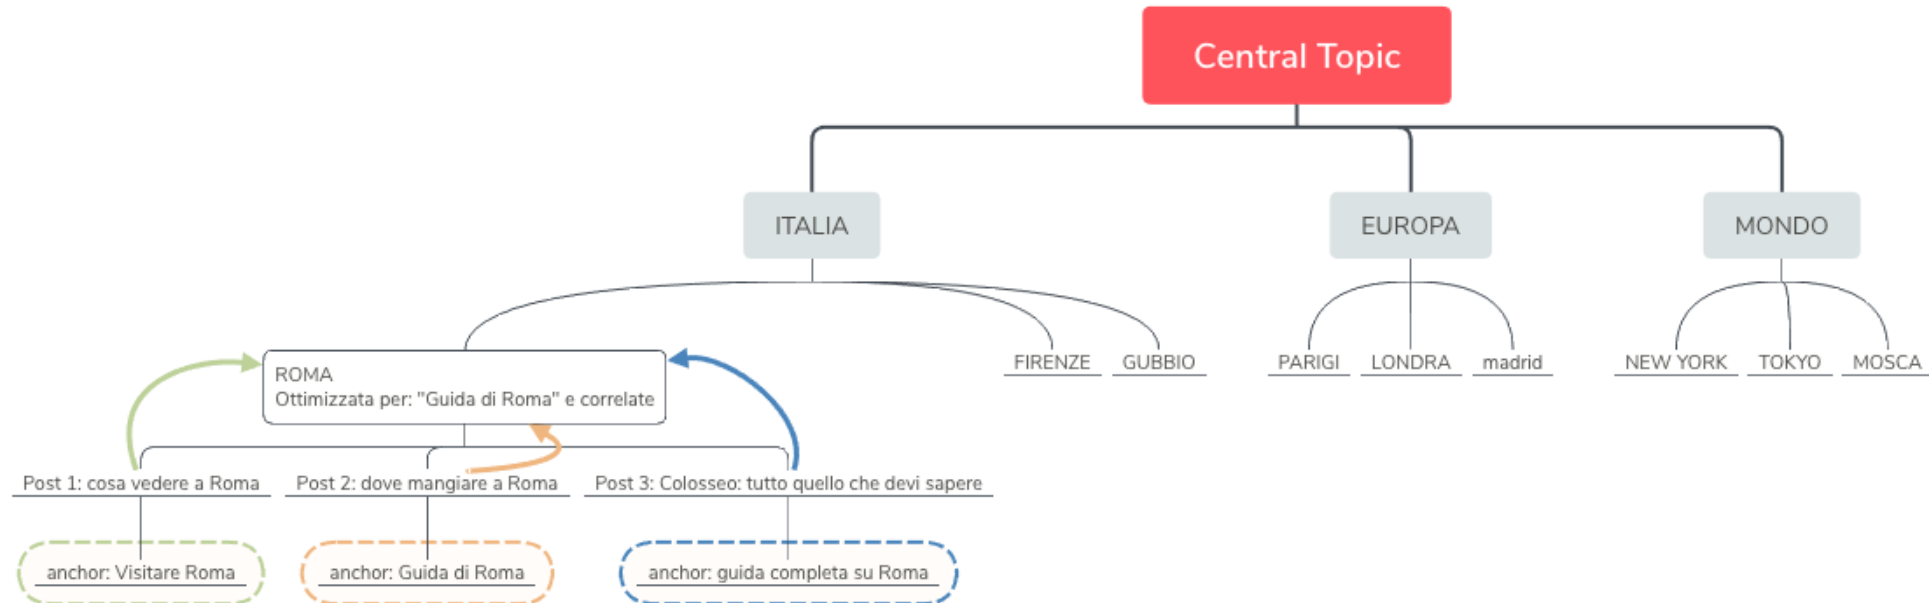 Central Topic
ITALIA
EUROPA
MONDO
ROMA
Ottimizzata per: "Guida di Roma" e correlate
FIRENZE
GUBBIO
PARIGI
LONDRA
madrid
NEW YORK
TOKYO
MOSCA
Post 1: cosa vedere a Roma
Post 2: dove mangiare a Roma
Post 3: Colosseo: tutto quello che devi sapere
anchor: Visitare Roma
anchor: Guida di Roma
anchor: guida completa su Roma